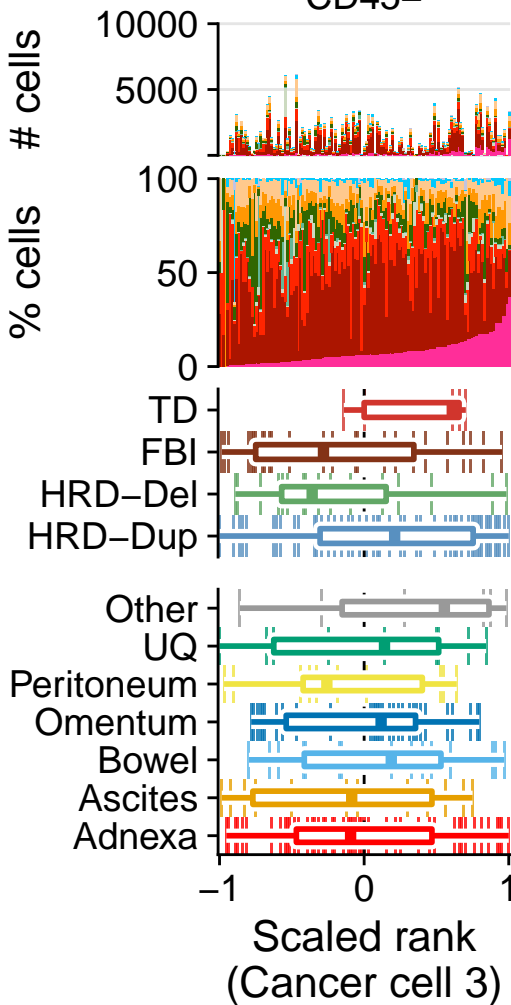 CD45−
10000
5000
# cells
100
50
0
% cells
TD
FBI
HRD−Del
HRD−Dup
Other
UQ
Peritoneum
Omentum
Bowel
Ascites
Adnexa
−1 0 1
Scaled rank
(Cancer cell 3)